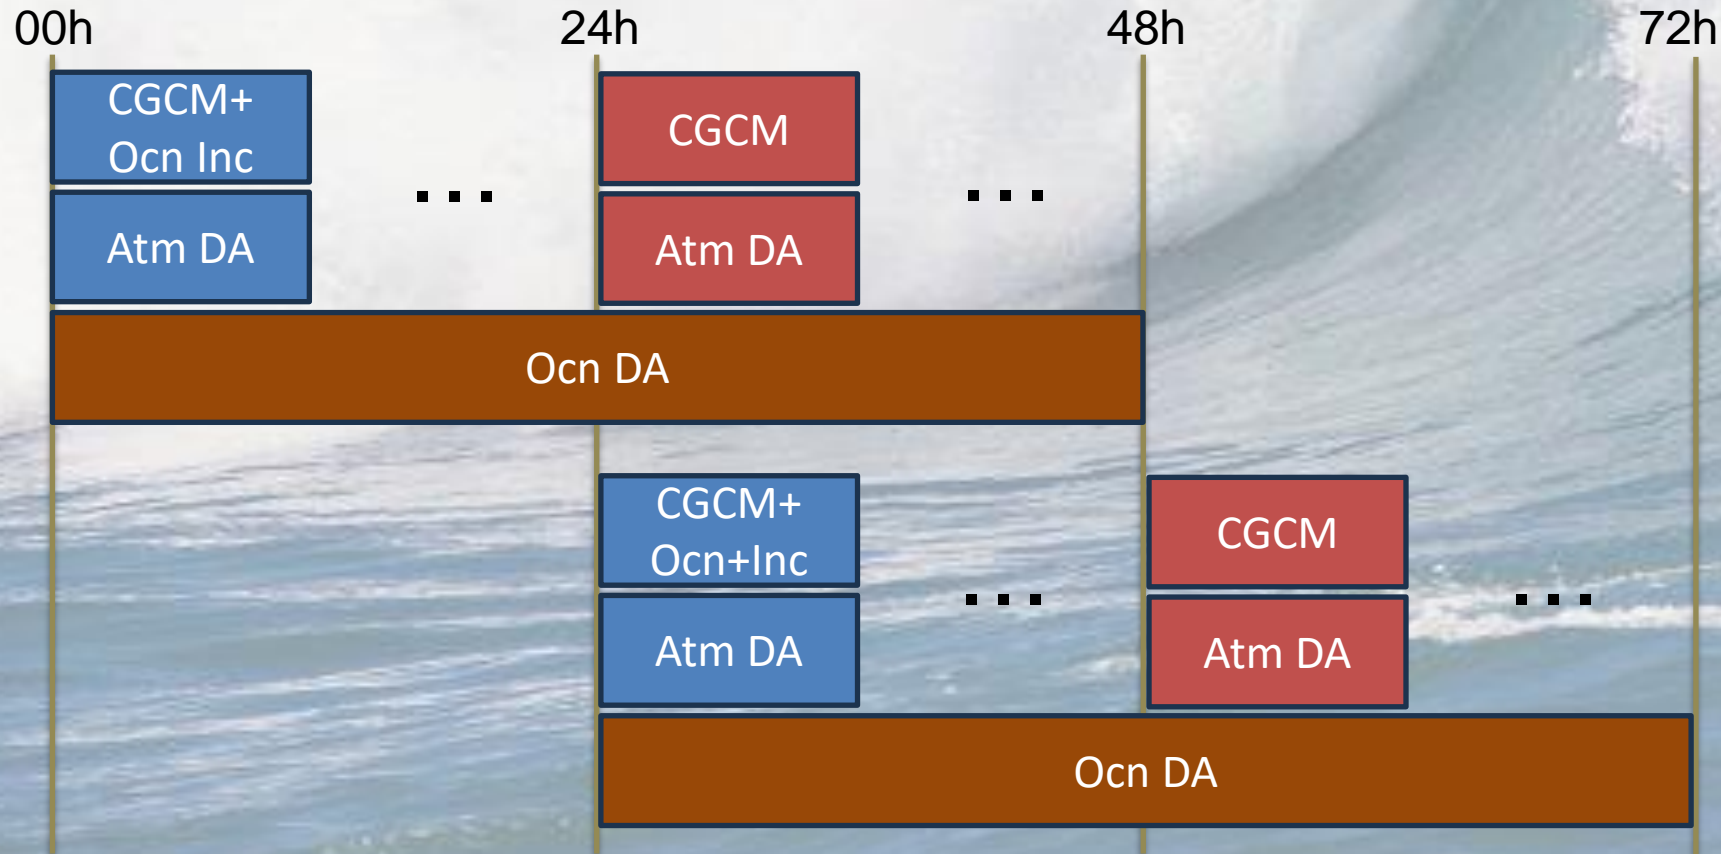 00h 24h 48h 72h
CGCM+
Ocn Inc
CGCM
...
...
Atm DA
Atm DA
Ocn DA
CGCM+
Ocn+Inc
CGCM
...
...
Atm DA
Atm DA
Ocn DA